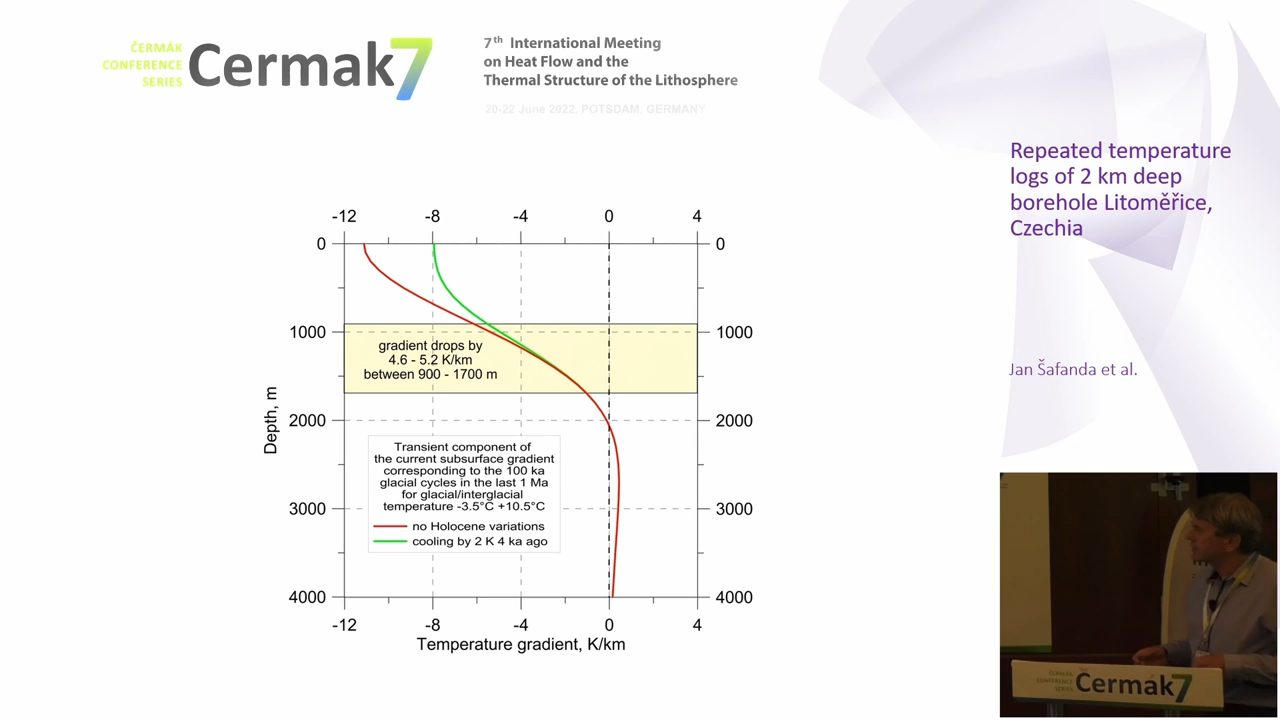 ČERMÁK
CONFERENCE
SERIES
Cermak7
7th International Meeting
on Heat Flow and the
Thermal Structure of the Lithosphere
20-22 June 2022, POTSDAM, GERMANY
Repeated temperature
logs of 2 km deep
borehole Litoměřice,
Czechia
Jan Šafanda et al.
-12 -8 -4 0 4
0 0
1000 1000
gradient drops by
4.6 - 5.2 K/km
between 900 - 1700 m
Depth, m
2000 2000
Transient component of
the current subsurface gradient
corresponding to the 100 ka
glacial cycles in the last 1 Ma
for glacial/interglacial
temperature -3.5°C +10.5°C
no Holocene variations
cooling by 2 K 4 ka ago
3000 3000
4000 4000
-12 -8 -4 0 4
Temperature gradient, K/km
ČERMÁK
CONFERENCE
SERIES
Čermák7